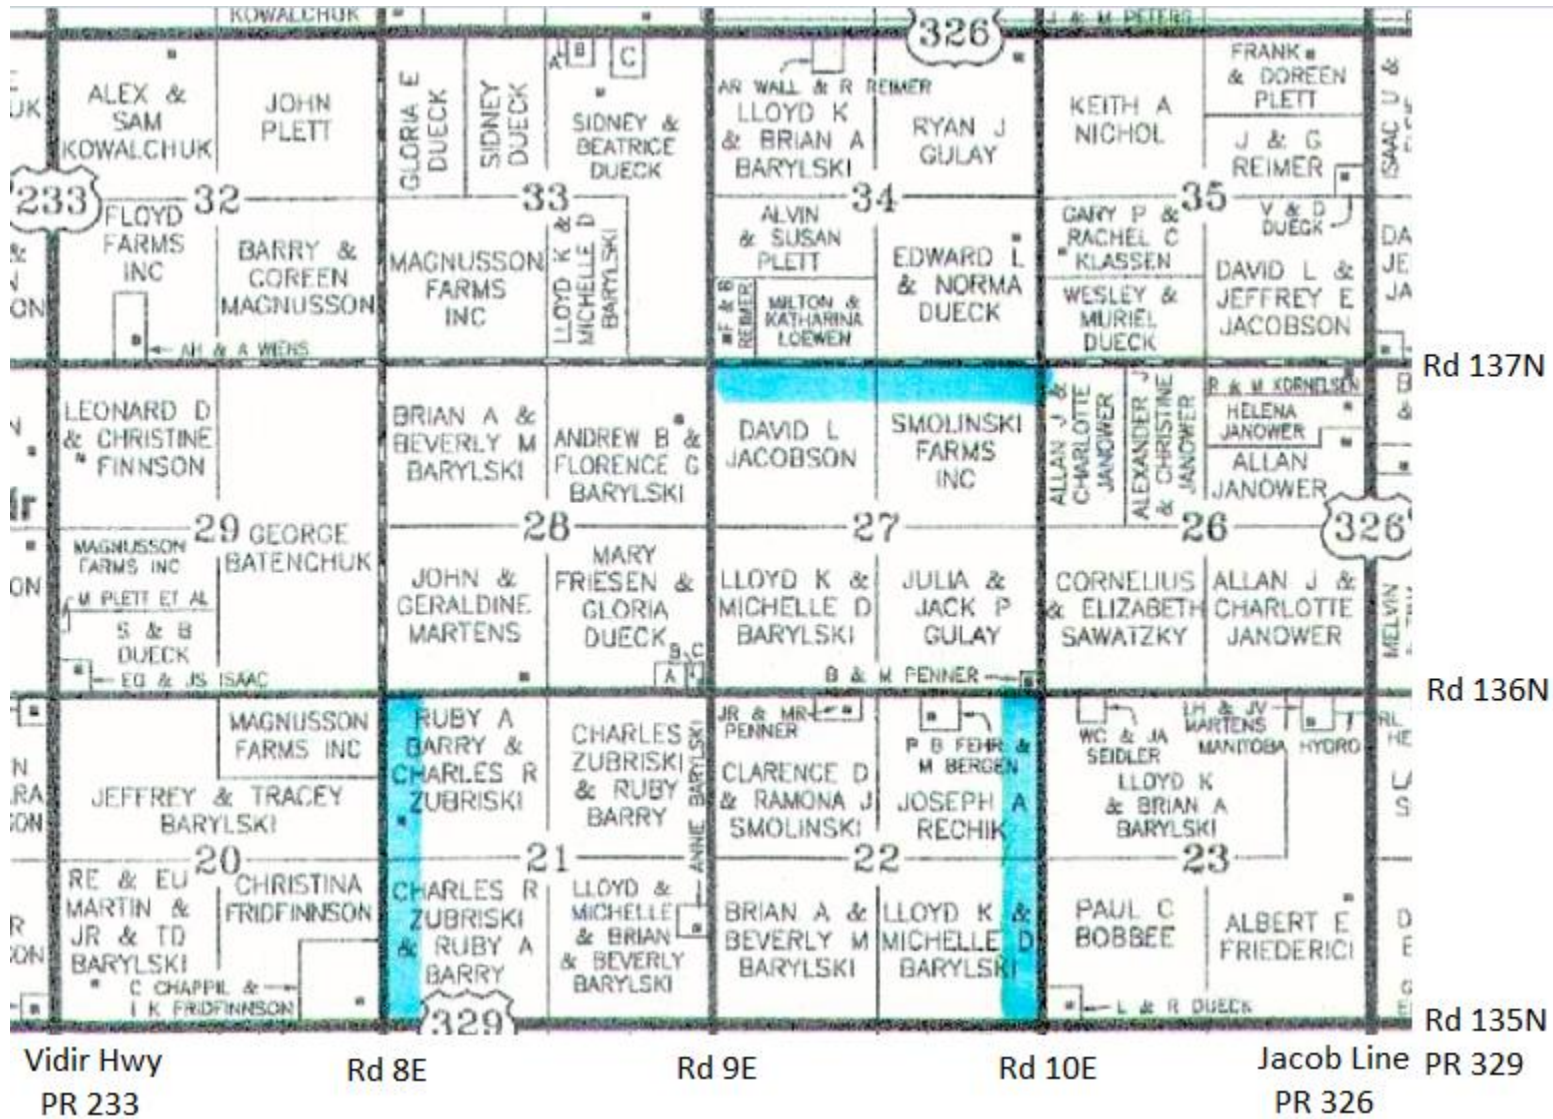 KOWALCHUK
J & M PETERS
326
ALEX &
SAM
KOWALCHUK
JOHN
PLETT
GLORIA E
DUECK
SIDNEY
DUECK
A
B
C
SIDNEY &
BEATRICE
DUECK
AR WALL & R REIMER
LLOYD K
& BRIAN A
BARYLSKI
RYAN J
GULAY
KEITH A
NICHOL
FRANK
& DOREEN
PLETT
J & G
REIMER
233
32
33
34
35
V & D
DUECK
FLOYD
FARMS
INC
BARRY &
COREEN
MAGNUSSON
MAGNUSSON
FARMS
INC
LLOYD K &
MICHELLE D
BARYLSKI
ALVIN
& SUSAN
PLETT
F & B
REIMER
MILTON &
KATHARINA
LOEWEN
EDWARD L
& NORMA
DUECK
GARY P &
RACHEL C
KLASSEN
WESLEY &
MURIEL
DUECK
DAVID L &
JEFFREY E
JACOBSON
AH & A WIENS
Rd 137N
LEONARD D
& CHRISTINE
FINNSON
BRIAN A &
BEVERLY M
BARYLSKI
ANDREW B &
FLORENCE G
BARYLSKI
DAVID L
JACOBSON
SMOLINSKI
FARMS
INC
ALLAN J &
CHARLOTTE
JANOWER
ALEXANDER J
& CHRISTINE
JANOWER
R & M KORNELSEN
HELENA
JANOWER
ALLAN
JANOWER
29
28
27
26
326
GEORGE
BATENCHUK
MAGNUSSON
FARMS INC
M PLETT ET AL
S & B
DUECK
EG & JS ISAAC
JOHN &
GERALDINE
MARTENS
MARY
FRIESEN &
GLORIA
DUECK
B C
A
LLOYD K &
MICHELLE D
BARYLSKI
JULIA &
JACK P
GULAY
B & M PENNER
CORNELIUS
& ELIZABETH
SAWATZKY
ALLAN J &
CHARLOTTE
JANOWER
MELVIN
Rd 136N
MAGNUSSON
FARMS INC
JEFFREY & TRACEY
BARYLSKI
RUBY A
BARRY &
CHARLES R
ZUBRISKI
CHARLES
ZUBRISKI
& RUBY
BARRY
ANNIE BARYLSKI
JR & MR
PENNER
CLARENCE D
& RAMONA J
SMOLINSKI
P B FEHR &
M BERGEN
JOSEPH A
RECHIK
WC & JA
SEIDLER
LH & JV
MARTENS
MANITOBA HYDRO
LLOYD K
& BRIAN A
BARYLSKI
20
21
22
23
RE & EU
MARTIN &
JR & TD
BARYLSKI
CHRISTINA
FRIDFINNSON
C CHAPPIL &
I K FRIDFINNSON
CHARLES R
ZUBRISKI
& RUBY A
BARRY
LLOYD &
MICHELLE
& BRIAN
& BEVERLY
BARYLSKI
BRIAN A &
BEVERLY M
BARYLSKI
LLOYD K &
MICHELLE D
BARYLSKI
PAUL C
BOBBEE
ALBERT E
FRIEDERICI
L & R DUECK
329
Rd 135N
Vidir Hwy
PR 233
Rd 8E
Rd 9E
Rd 10E
Jacob Line
PR 326
PR 329